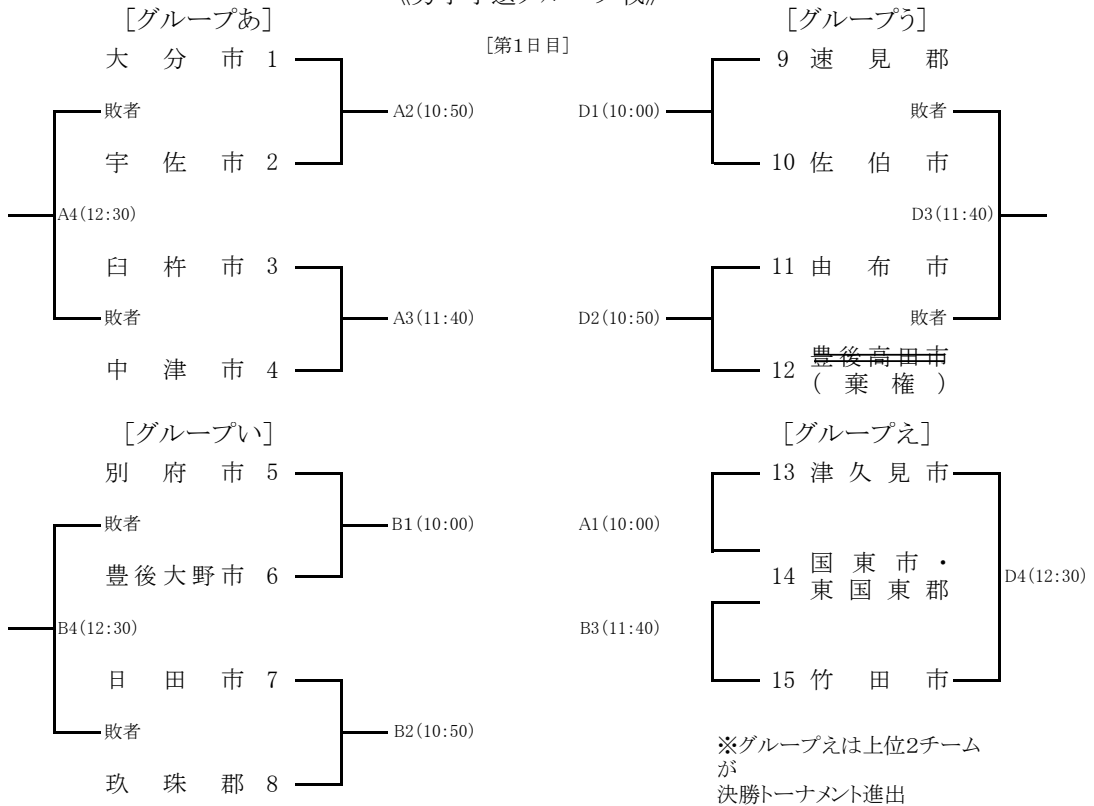 《男子予選グループ戦》
[第1日目]
[グループあ]
大分市 1
敗者
A2(10:50)
宇佐市 2
A4(12:30)
臼杵市 3
敗者
A3(11:40)
中津市 4
[グループい]
別府市 5
敗者
B1(10:00)
豊後大野市 6
B4(12:30)
日田市 7
敗者
B2(10:50)
玖珠郡 8
[グループう]
9 速見郡
D1(10:00)
敗者
10 佐伯市
D3(11:40)
11 由布市
D2(10:50)
敗者
12 豊後高田市
(棄権)
[グループえ]
13 津久見市
A1(10:00)
14 国東市・
東国東郡
D4(12:30)
B3(11:40)
15 竹田市
※グループえは上位2チーム
が
決勝トーナメント進出